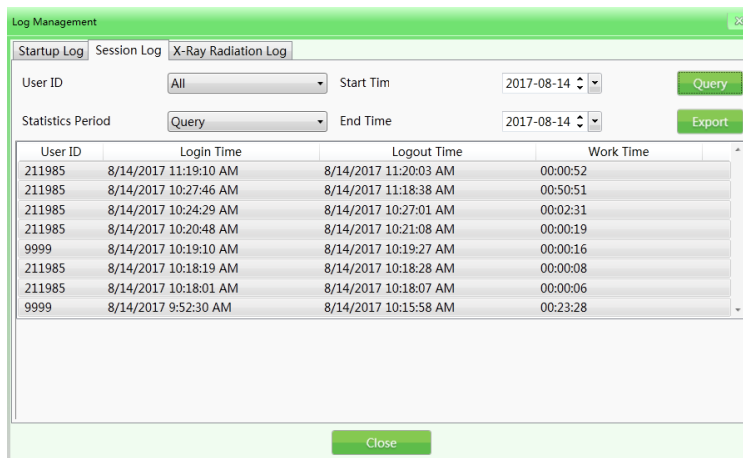 Log Management
Startup Log Session Log X-Ray Radiation Log
User ID All Start Tim 2017-08-14 Query
Statistics Period Query End Time 2017-08-14 Export
User ID Login Time Logout Time Work Time
211985 8/14/2017 11:19:10 AM 8/14/2017 11:20:03 AM 00:00:52
211985 8/14/2017 10:27:46 AM 8/14/2017 11:18:38 AM 00:50:51
211985 8/14/2017 10:24:29 AM 8/14/2017 10:27:01 AM 00:02:31
211985 8/14/2017 10:20:48 AM 8/14/2017 10:21:08 AM 00:00:19
9999 8/14/2017 10:19:10 AM 8/14/2017 10:19:27 AM 00:00:16
211985 8/14/2017 10:18:19 AM 8/14/2017 10:18:28 AM 00:00:08
211985 8/14/2017 10:18:01 AM 8/14/2017 10:18:07 AM 00:00:06
9999 8/14/2017 9:52:30 AM 8/14/2017 10:15:58 AM 00:23:28
Close